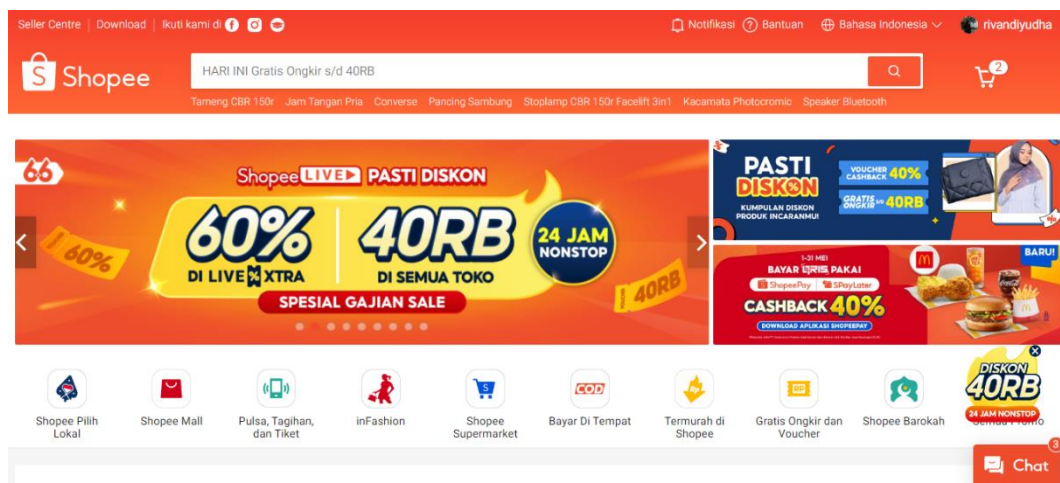 Seller Centre | Download | Ikuti kami di
Notifikasi Bantuan Bahasa Indonesia rivandiyudha
Shopee
HARI INI Gratis Ongkir s/d 40RB
2
Tameng CBR 150r Jam Tangan Pria Converse Pancing Sambung Stoplamp CBR 150r Facelift 3in1 Kacamata Photocromic Speaker Bluetooth
6.6
Shopee LIVE PASTI DISKON
60% 40RB
DI LIVE XTRA DI SEMUA TOKO
24 JAM
NONSTOP
SPESIAL GAJIAN SALE
60%
40RB
PASTI
DISKON
KUMPULAN DISKON
PRODUK INCARANMU!
VOUCHER
CASHBACK 40%
GRATIS
ONGKIR s/d 40RB
1-31 MEI
BAYAR QRIS PAKAI
ShopeePay SPayLater
CASHBACK 40%
DOWNLOAD APLIKASI SHOPEEPAY
BARU!
Shopee Pilih
Lokal
Shopee Mall
Pulsa, Tagihan,
dan Tiket
inFashion
Shopee
Supermarket
COD
Bayar Di Tempat
Termurah di
Shopee
Gratis Ongkir dan
Voucher
Shopee Barokah
Semua Promo
DISKON
40RB
24 JAM NONSTOP
3
Chat